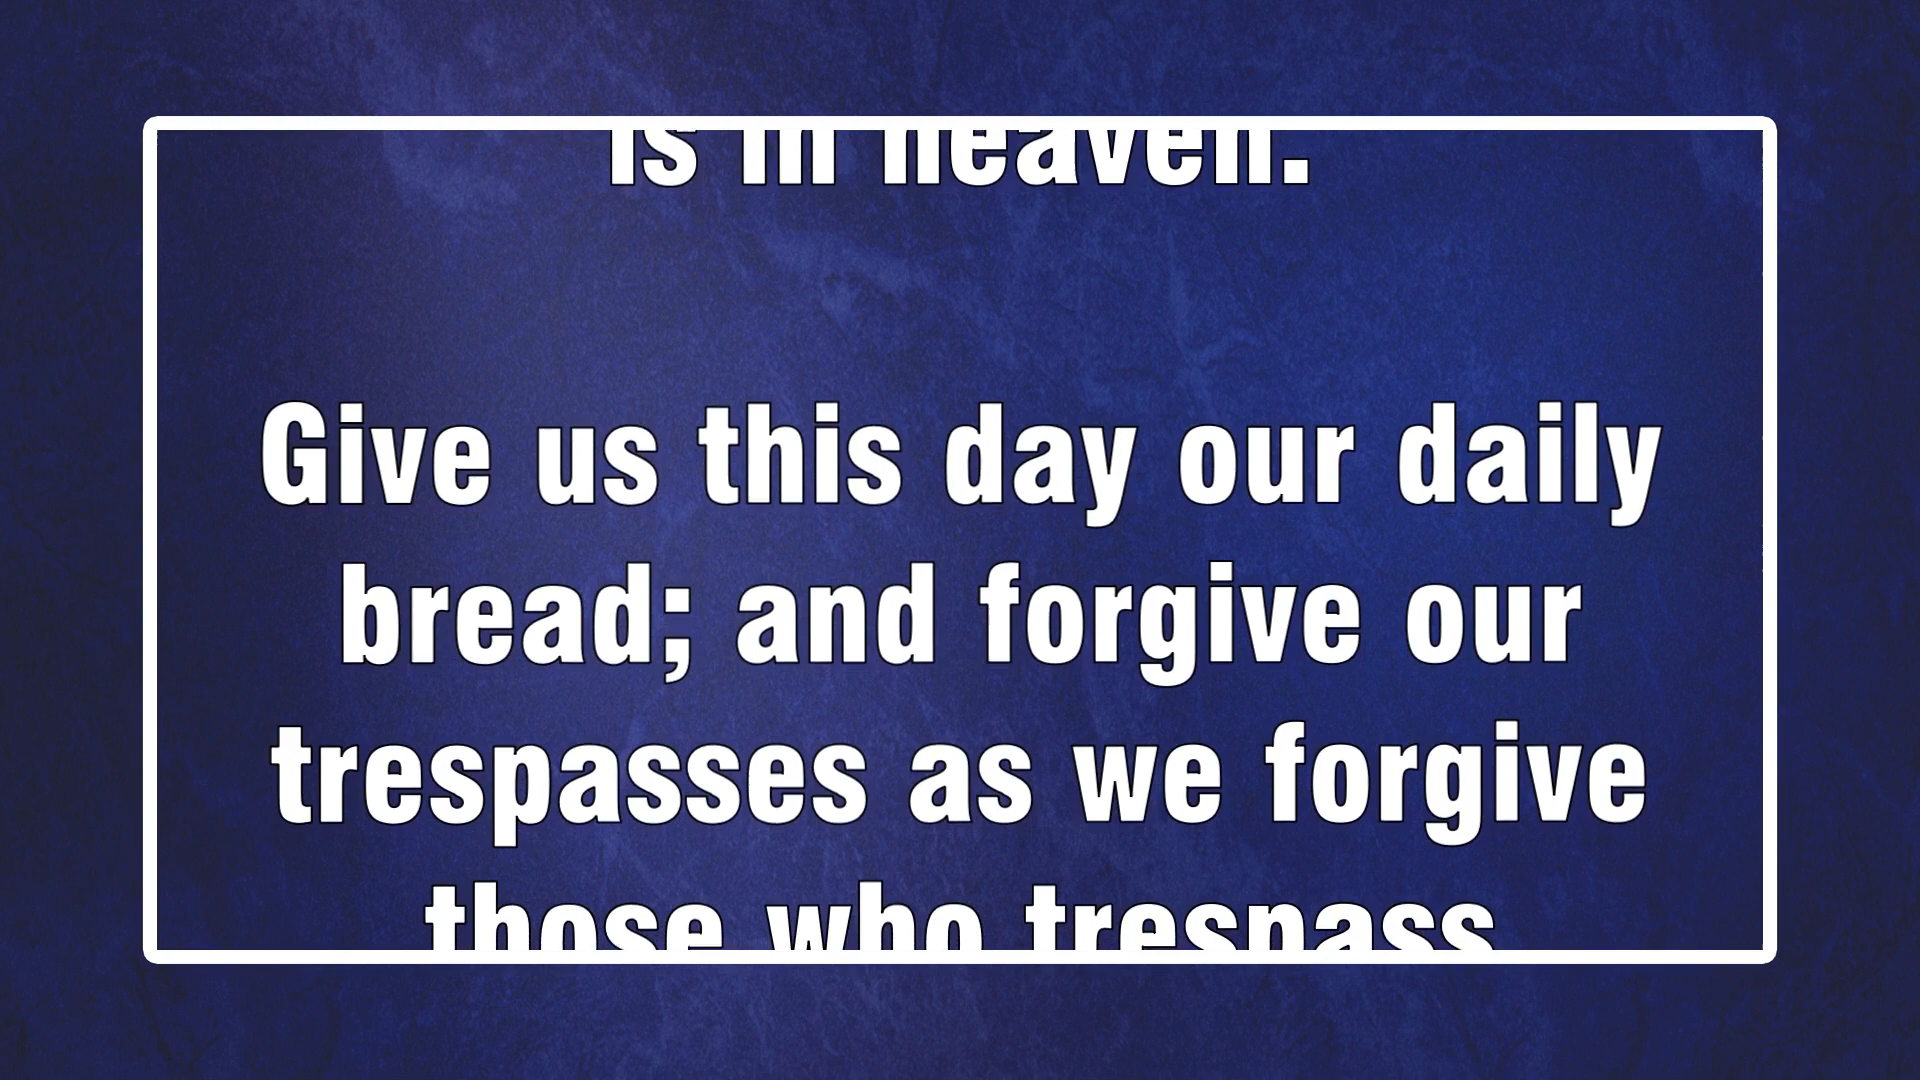 is in heaven.
Give us this day our daily
bread; and forgive our
trespasses as we forgive
those who trespass